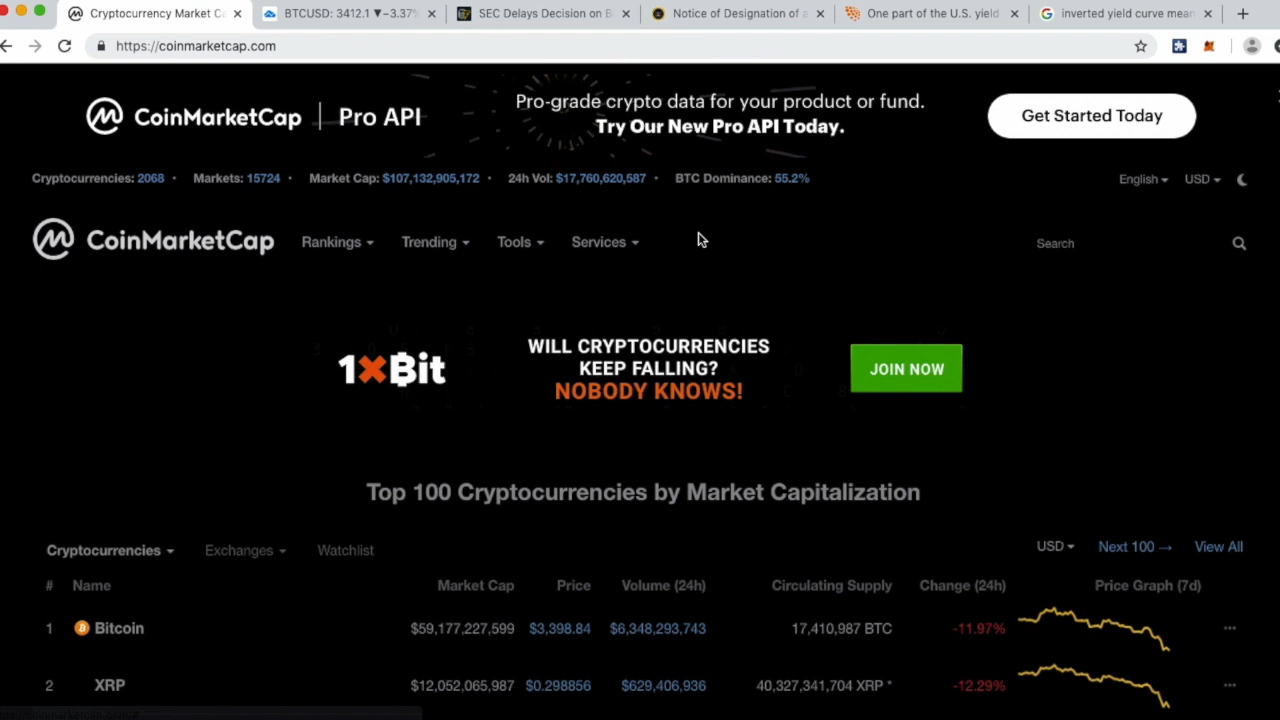 Cryptocurrency Market C
BTCUSD: 3412.1 ▼−3.37%
SEC Delays Decision on B
Notice of Designation of a
One part of the U.S. yield
inverted yield curve mean
https://coinmarketcap.com
CoinMarketCap | Pro API
Pro-grade crypto data for your product or fund.
Try Our New Pro API Today.
Get Started Today
Cryptocurrencies: 2068 • Markets: 15724 • Market Cap: $107,132,905,172 • 24h Vol: $17,760,620,587 • BTC Dominance: 55.2%
English USD
CoinMarketCap Rankings Trending Tools Services Search
1xBit
WILL CRYPTOCURRENCIES
KEEP FALLING?
NOBODY KNOWS!
JOIN NOW
Top 100 Cryptocurrencies by Market Capitalization
Cryptocurrencies Exchanges Watchlist USD Next 100 → View All
# Name Market Cap Price Volume (24h) Circulating Supply Change (24h) Price Graph (7d)
1 Bitcoin $59,177,227,599 $3,398.84 $6,348,293,743 17,410,987 BTC -11.97%
2 XRP $12,052,065,987 $0.298856 $629,406,936 40,327,341,704 XRP * -12.29%